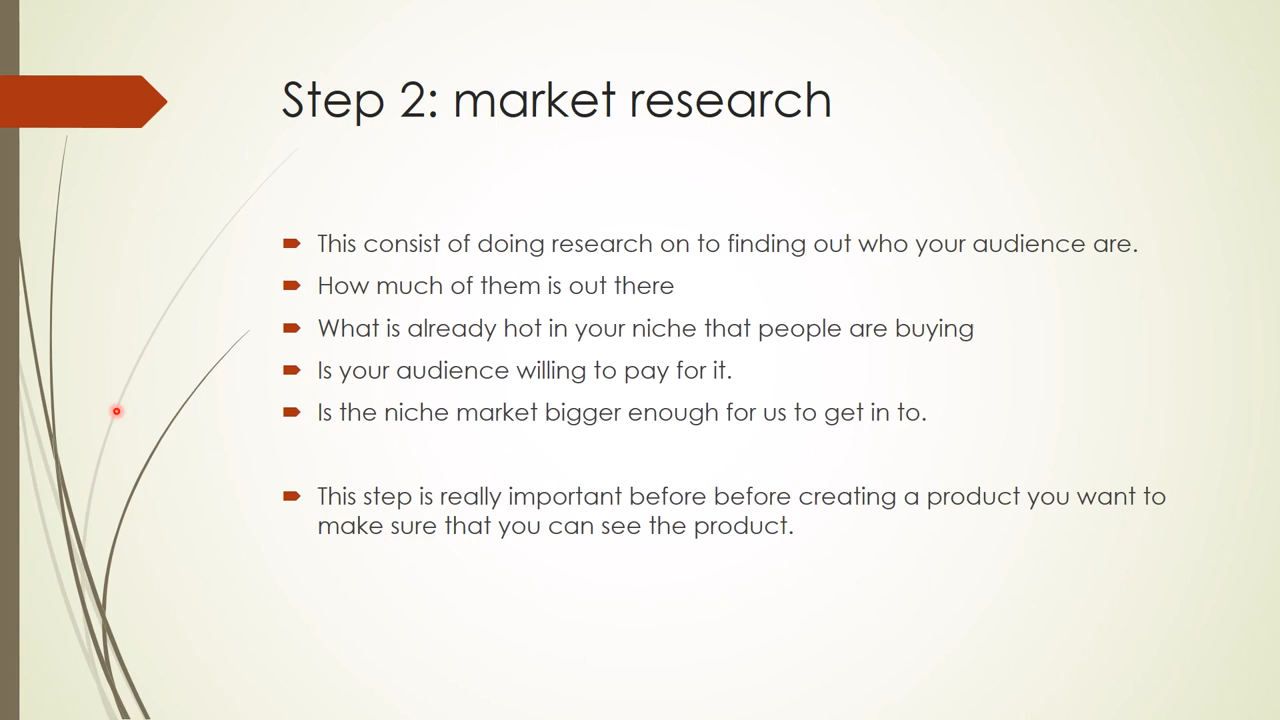 Step 2: market research
This consist of doing research on to finding out who your audience are.
How much of them is out there
What is already hot in your niche that people are buying
Is your audience willing to pay for it.
Is the niche market bigger enough for us to get in to.
This step is really important before before creating a product you want to
make sure that you can see the product.